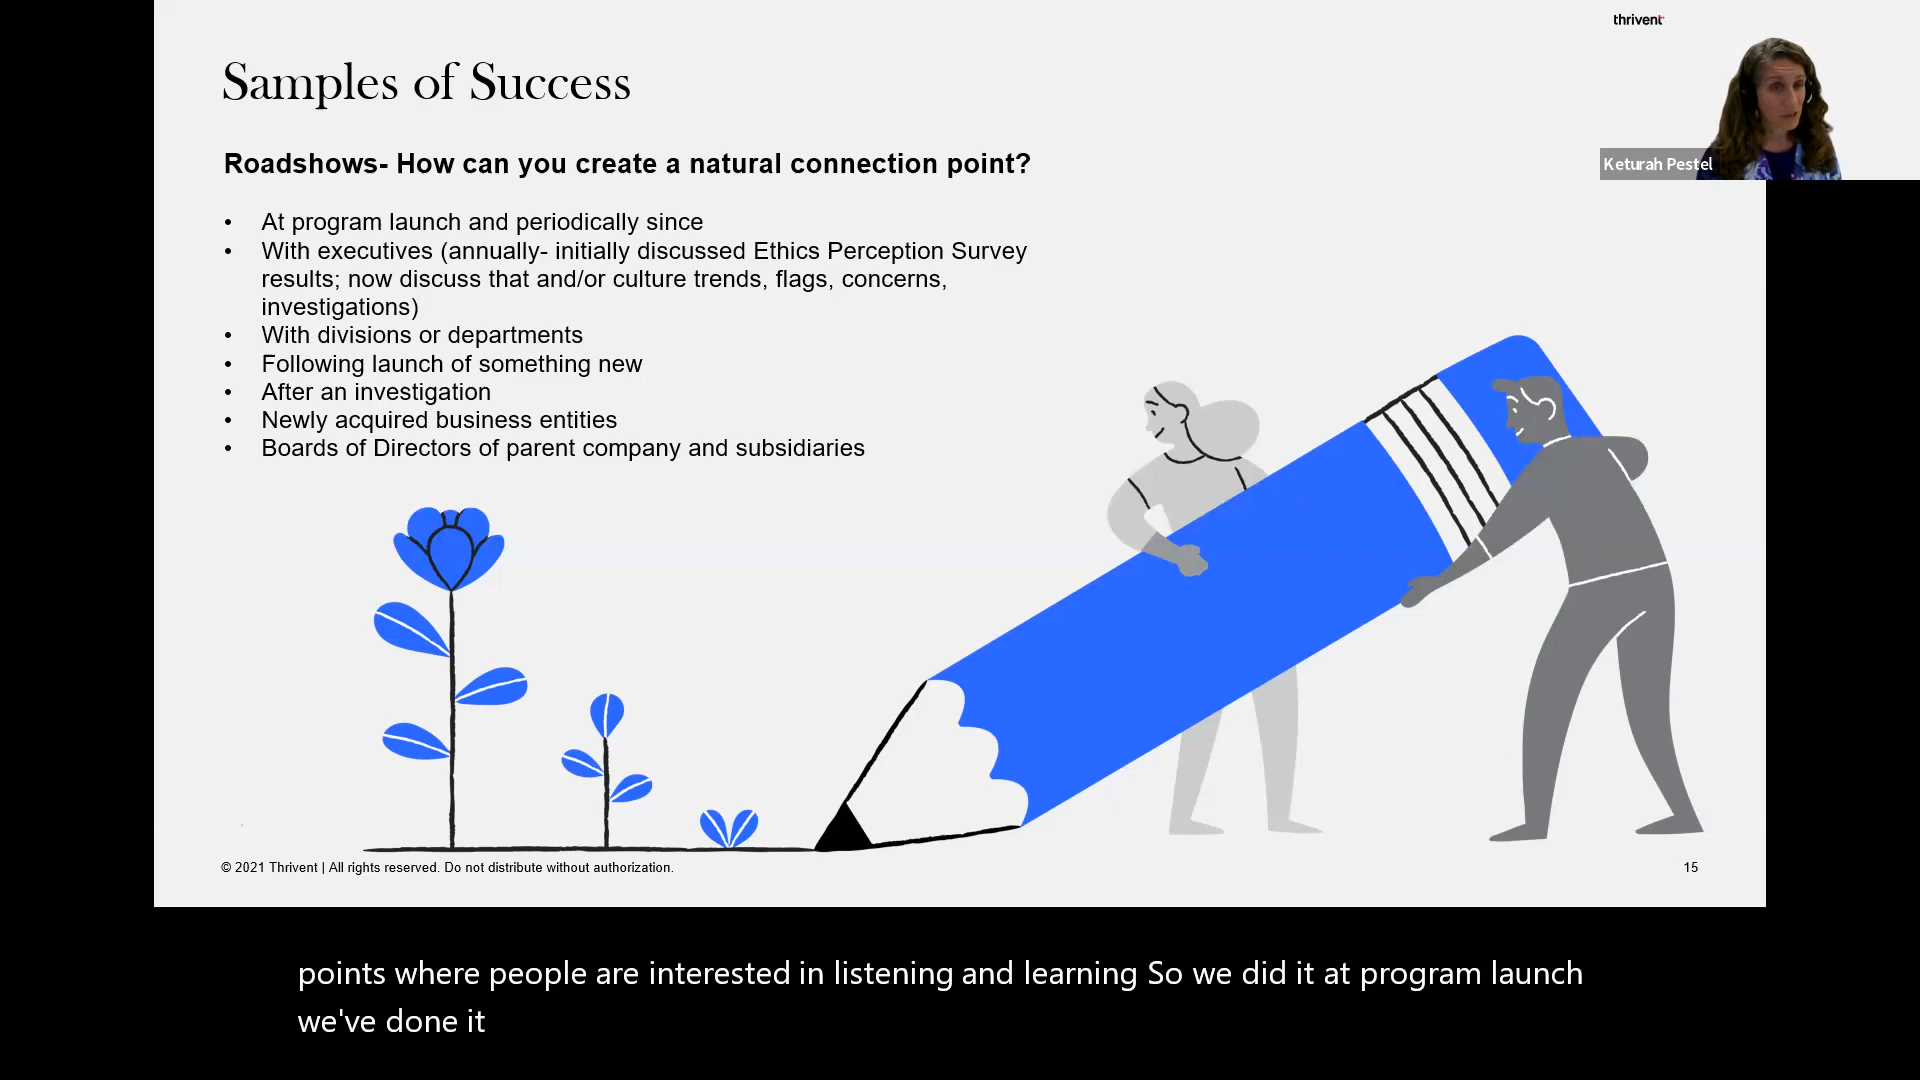 thrivent
Samples of Success
Keturah Pestel
Roadshows- How can you create a natural connection point?
• At program launch and periodically since
• With executives (annually- initially discussed Ethics Perception Survey
results; now discuss that and/or culture trends, flags, concerns,
investigations)
• With divisions or departments
• Following launch of something new
• After an investigation
• Newly acquired business entities
• Boards of Directors of parent company and subsidiaries
© 2021 Thrivent | All rights reserved. Do not distribute without authorization.
15
points where people are interested in listening and learning So we did it at program launch
we've done it